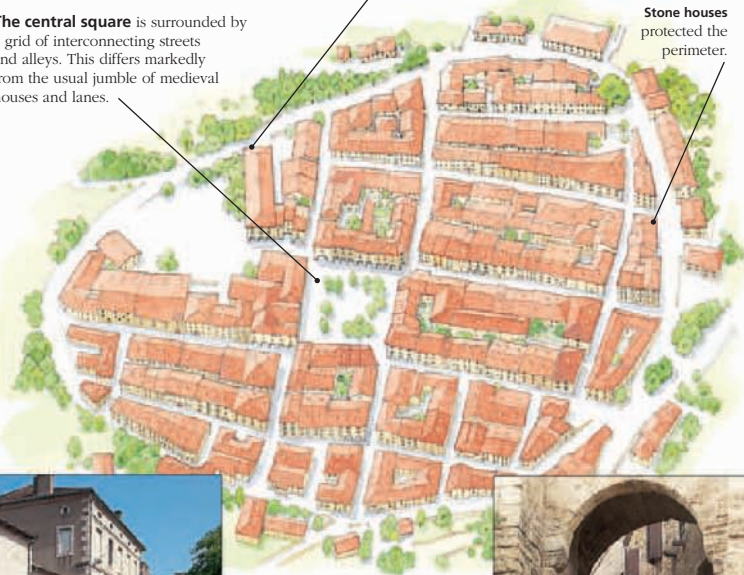 The central square is surrounded by
grid of interconnecting streets
nd alleys. This differs markedly
rom the usual jumble of medieval
ouses and lanes.
Stone houses
protected the
perimeter.